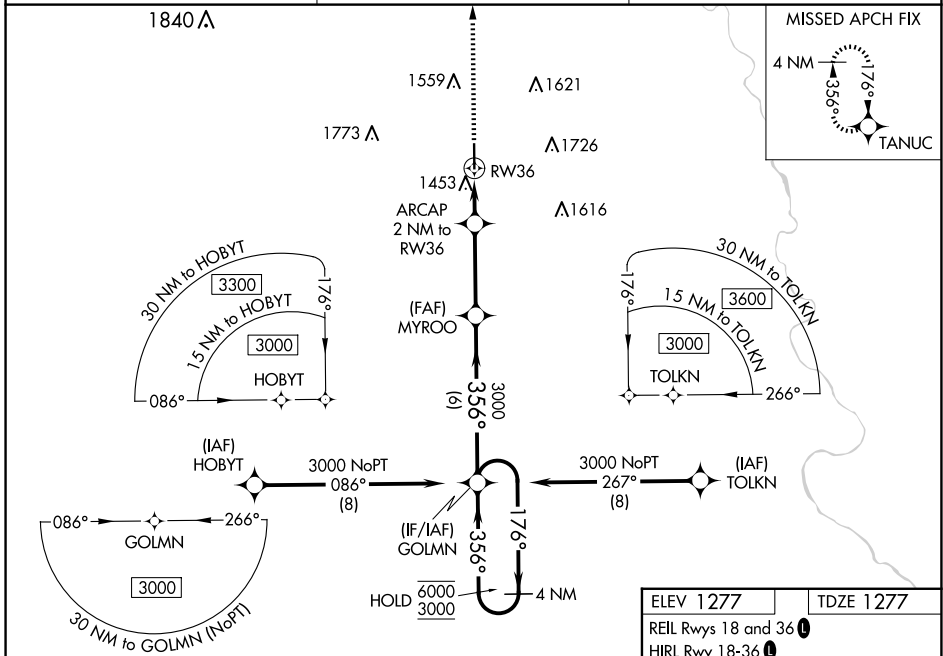 1840
MISSED APCH FIX
4 NM
176°
356°
TANUC
1559
1621
1773
1726
RW36
1453
1616
ARCAP
2 NM to
RW36
30 NM to HOBYT
3300
176°
15 NM to HOBYT
3000
HOBYT
086°
(FAF)
MYROO
30 NM to TOLKN
3600
176°
15 NM to TOLKN
3000
TOLKN
266°
3000
356°
(6)
(IAF)
HOBYT
3000 NoPT
086°
(8)
3000 NoPT
267°
(8)
(IAF)
TOLKN
(IF/IAF)
GOLMN
086°
266°
GOLMN
3000
30 NM to GOLMN (NoPT)
356°
176°
HOLD 6000
3000
4 NM
ELEV 1277
TDZE 1277
REIL Rwys 18 and 36 L
HIRL Rwy 18-36 L